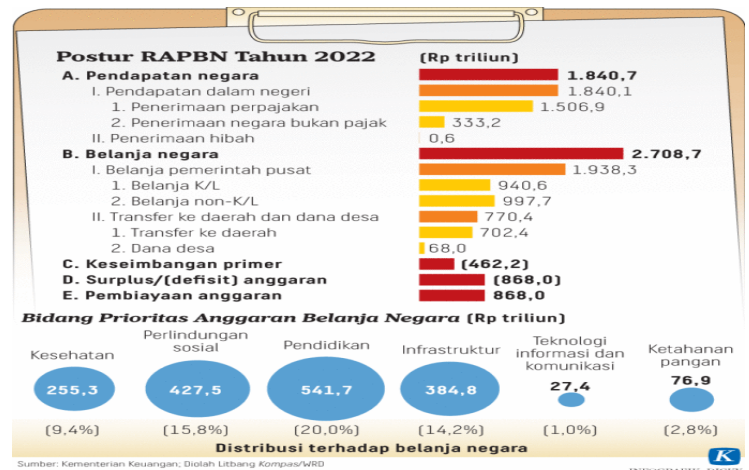 Postur RAPBN Tahun 2022 (Rp triliun)
A. Pendapatan negara 1.840,7
I. Pendapatan dalam negeri 1.840,1
1. Penerimaan perpajakan 1.506,9
2. Penerimaan negara bukan pajak 333,2
II. Penerimaan hibah 0,6
B. Belanja negara 2.708,7
I. Belanja pemerintah pusat 1.938,3
1. Belanja K/L 940,6
2. Belanja non-K/L 997,7
II. Transfer ke daerah dan dana desa 770,4
1. Transfer ke daerah 702,4
2. Dana desa 68,0
C. Keseimbangan primer (462,2)
D. Surplus/(defisit) anggaran (868,0)
E. Pembiayaan anggaran 868,0
Bidang Prioritas Anggaran Belanja Negara (Rp triliun)
Kesehatan
255,3
(9,4%)
Perlindungan
sosial
427,5
(15,8%)
Pendidikan
541,7
(20,0%)
Infrastruktur
384,8
(14,2%)
Teknologi
informasi dan
komunikasi
27,4
(1,0%)
Ketahanan
pangan
76,9
(2,8%)
Distribusi terhadap belanja negara
Sumber: Kementerian Keuangan; Diolah Litbang Kompas/WRD
K